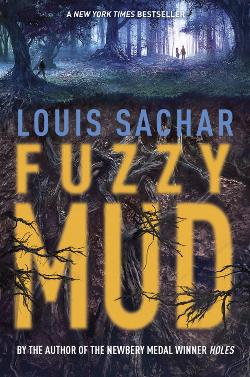 A NEW YORK TIMES BESTSELLER
LOUIS SACHAR
FUZZY
MUD
BY THE AUTHOR OF THE NEWBERY MEDAL WINNER HOLES